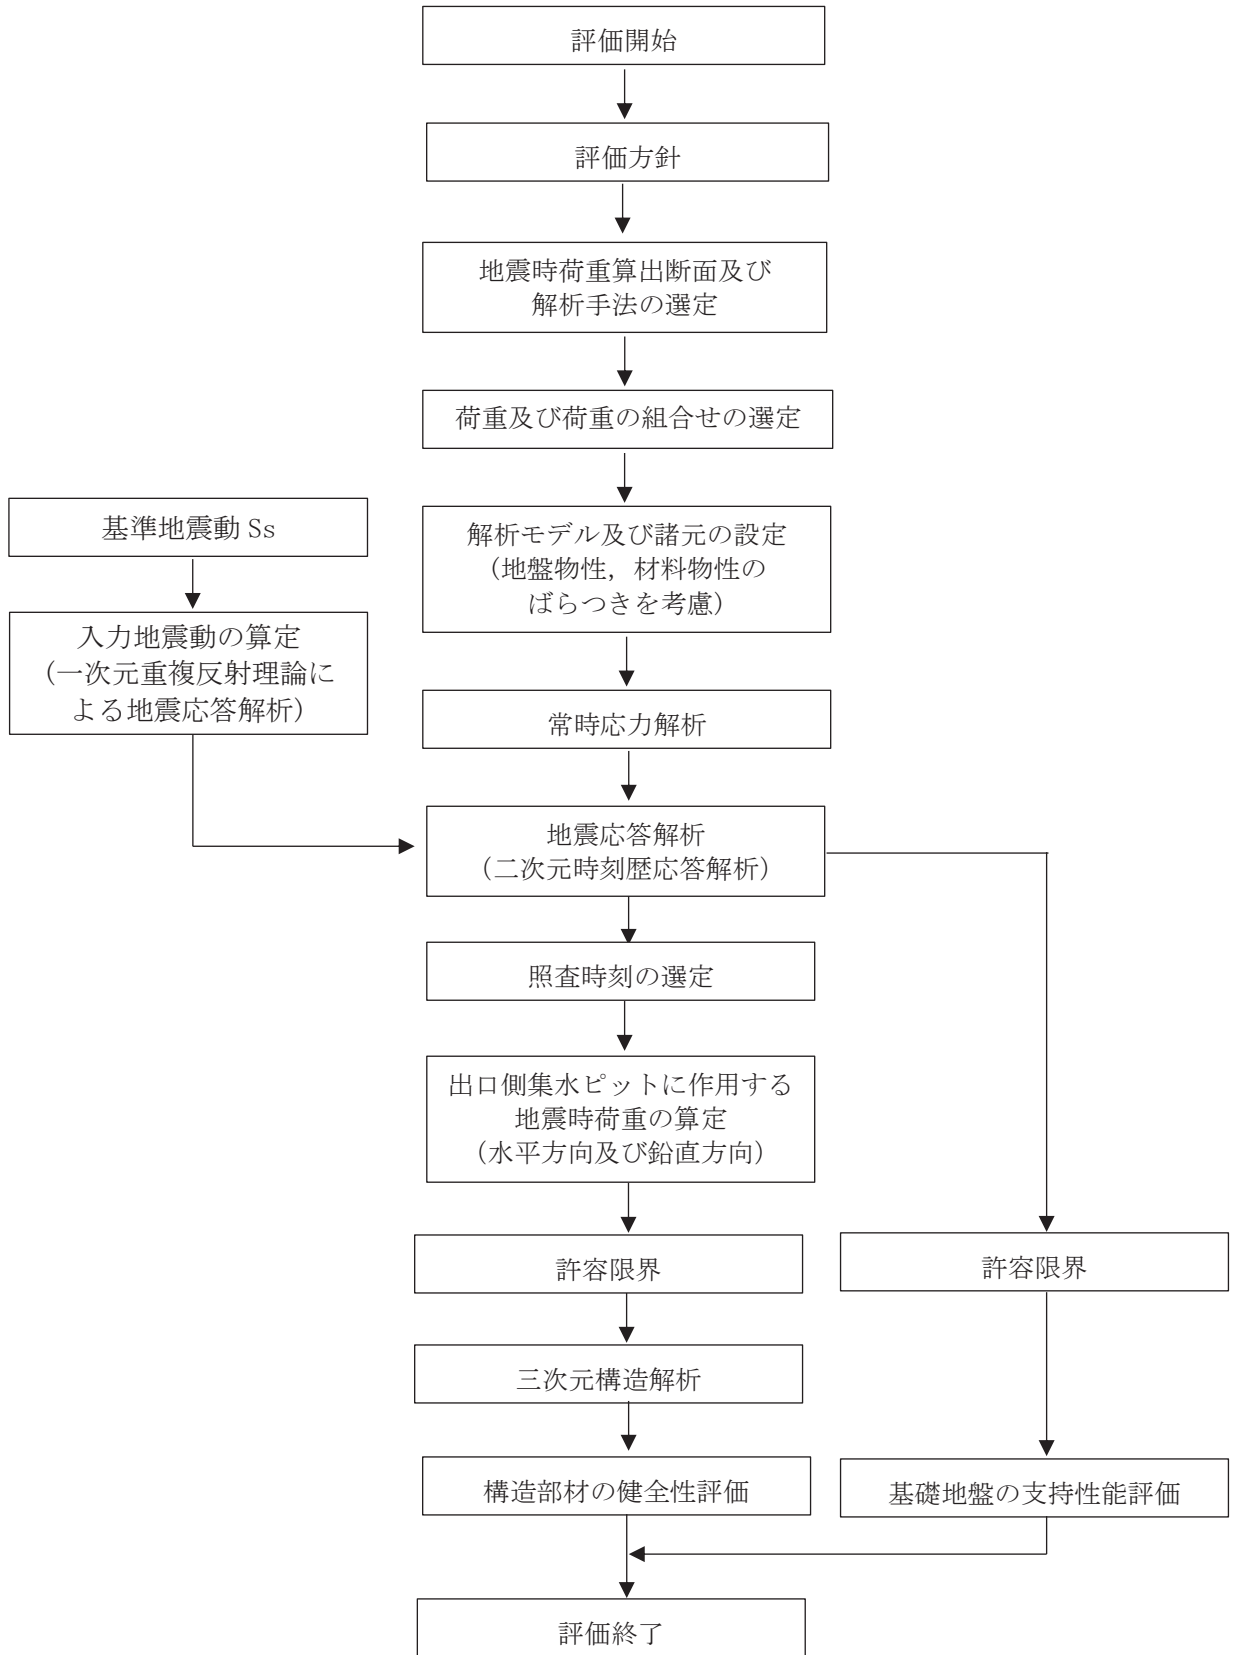 評価開始
評価方針
地震時荷重算出断面及び
解析手法の選定
荷重及び荷重の組合せの選定
基準地震動 Ss
解析モデル及び諸元の設定
（地盤物性，材料物性の
ばらつきを考慮）
入力地震動の算定
（一次元重複反射理論に
よる地震応答解析）
常時応力解析
地震応答解析
（二次元時刻歴応答解析）
照査時刻の選定
出口側集水ピットに作用する
地震時荷重の算定
（水平方向及び鉛直方向）
許容限界
許容限界
三次元構造解析
構造部材の健全性評価
基礎地盤の支持性能評価
評価終了